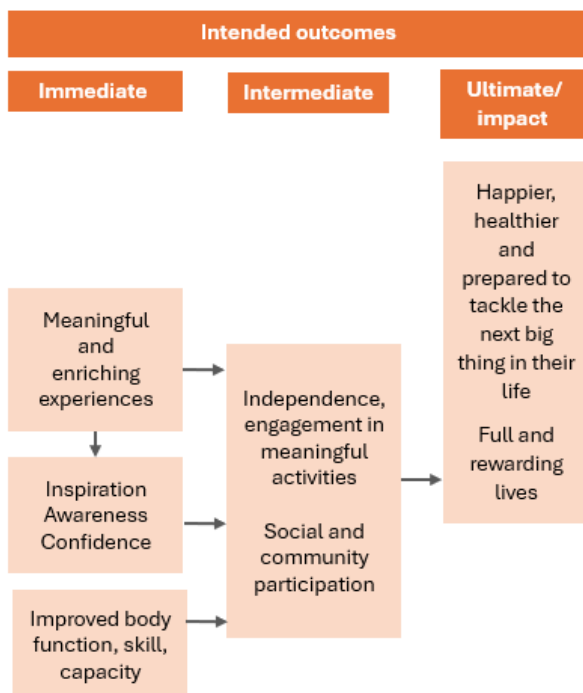 Intended outcomes
Immediate
Intermediate
Ultimate/
impact
Meaningful
and
enriching
experiences
Inspiration
Awareness
Confidence
Improved body
function, skill,
capacity
Independence,
engagement in
meaningful
activities
Social and
community
participation
Happier,
healthier
and
prepared to
tackle the
next big
thing in their
life
Full and
rewarding
lives